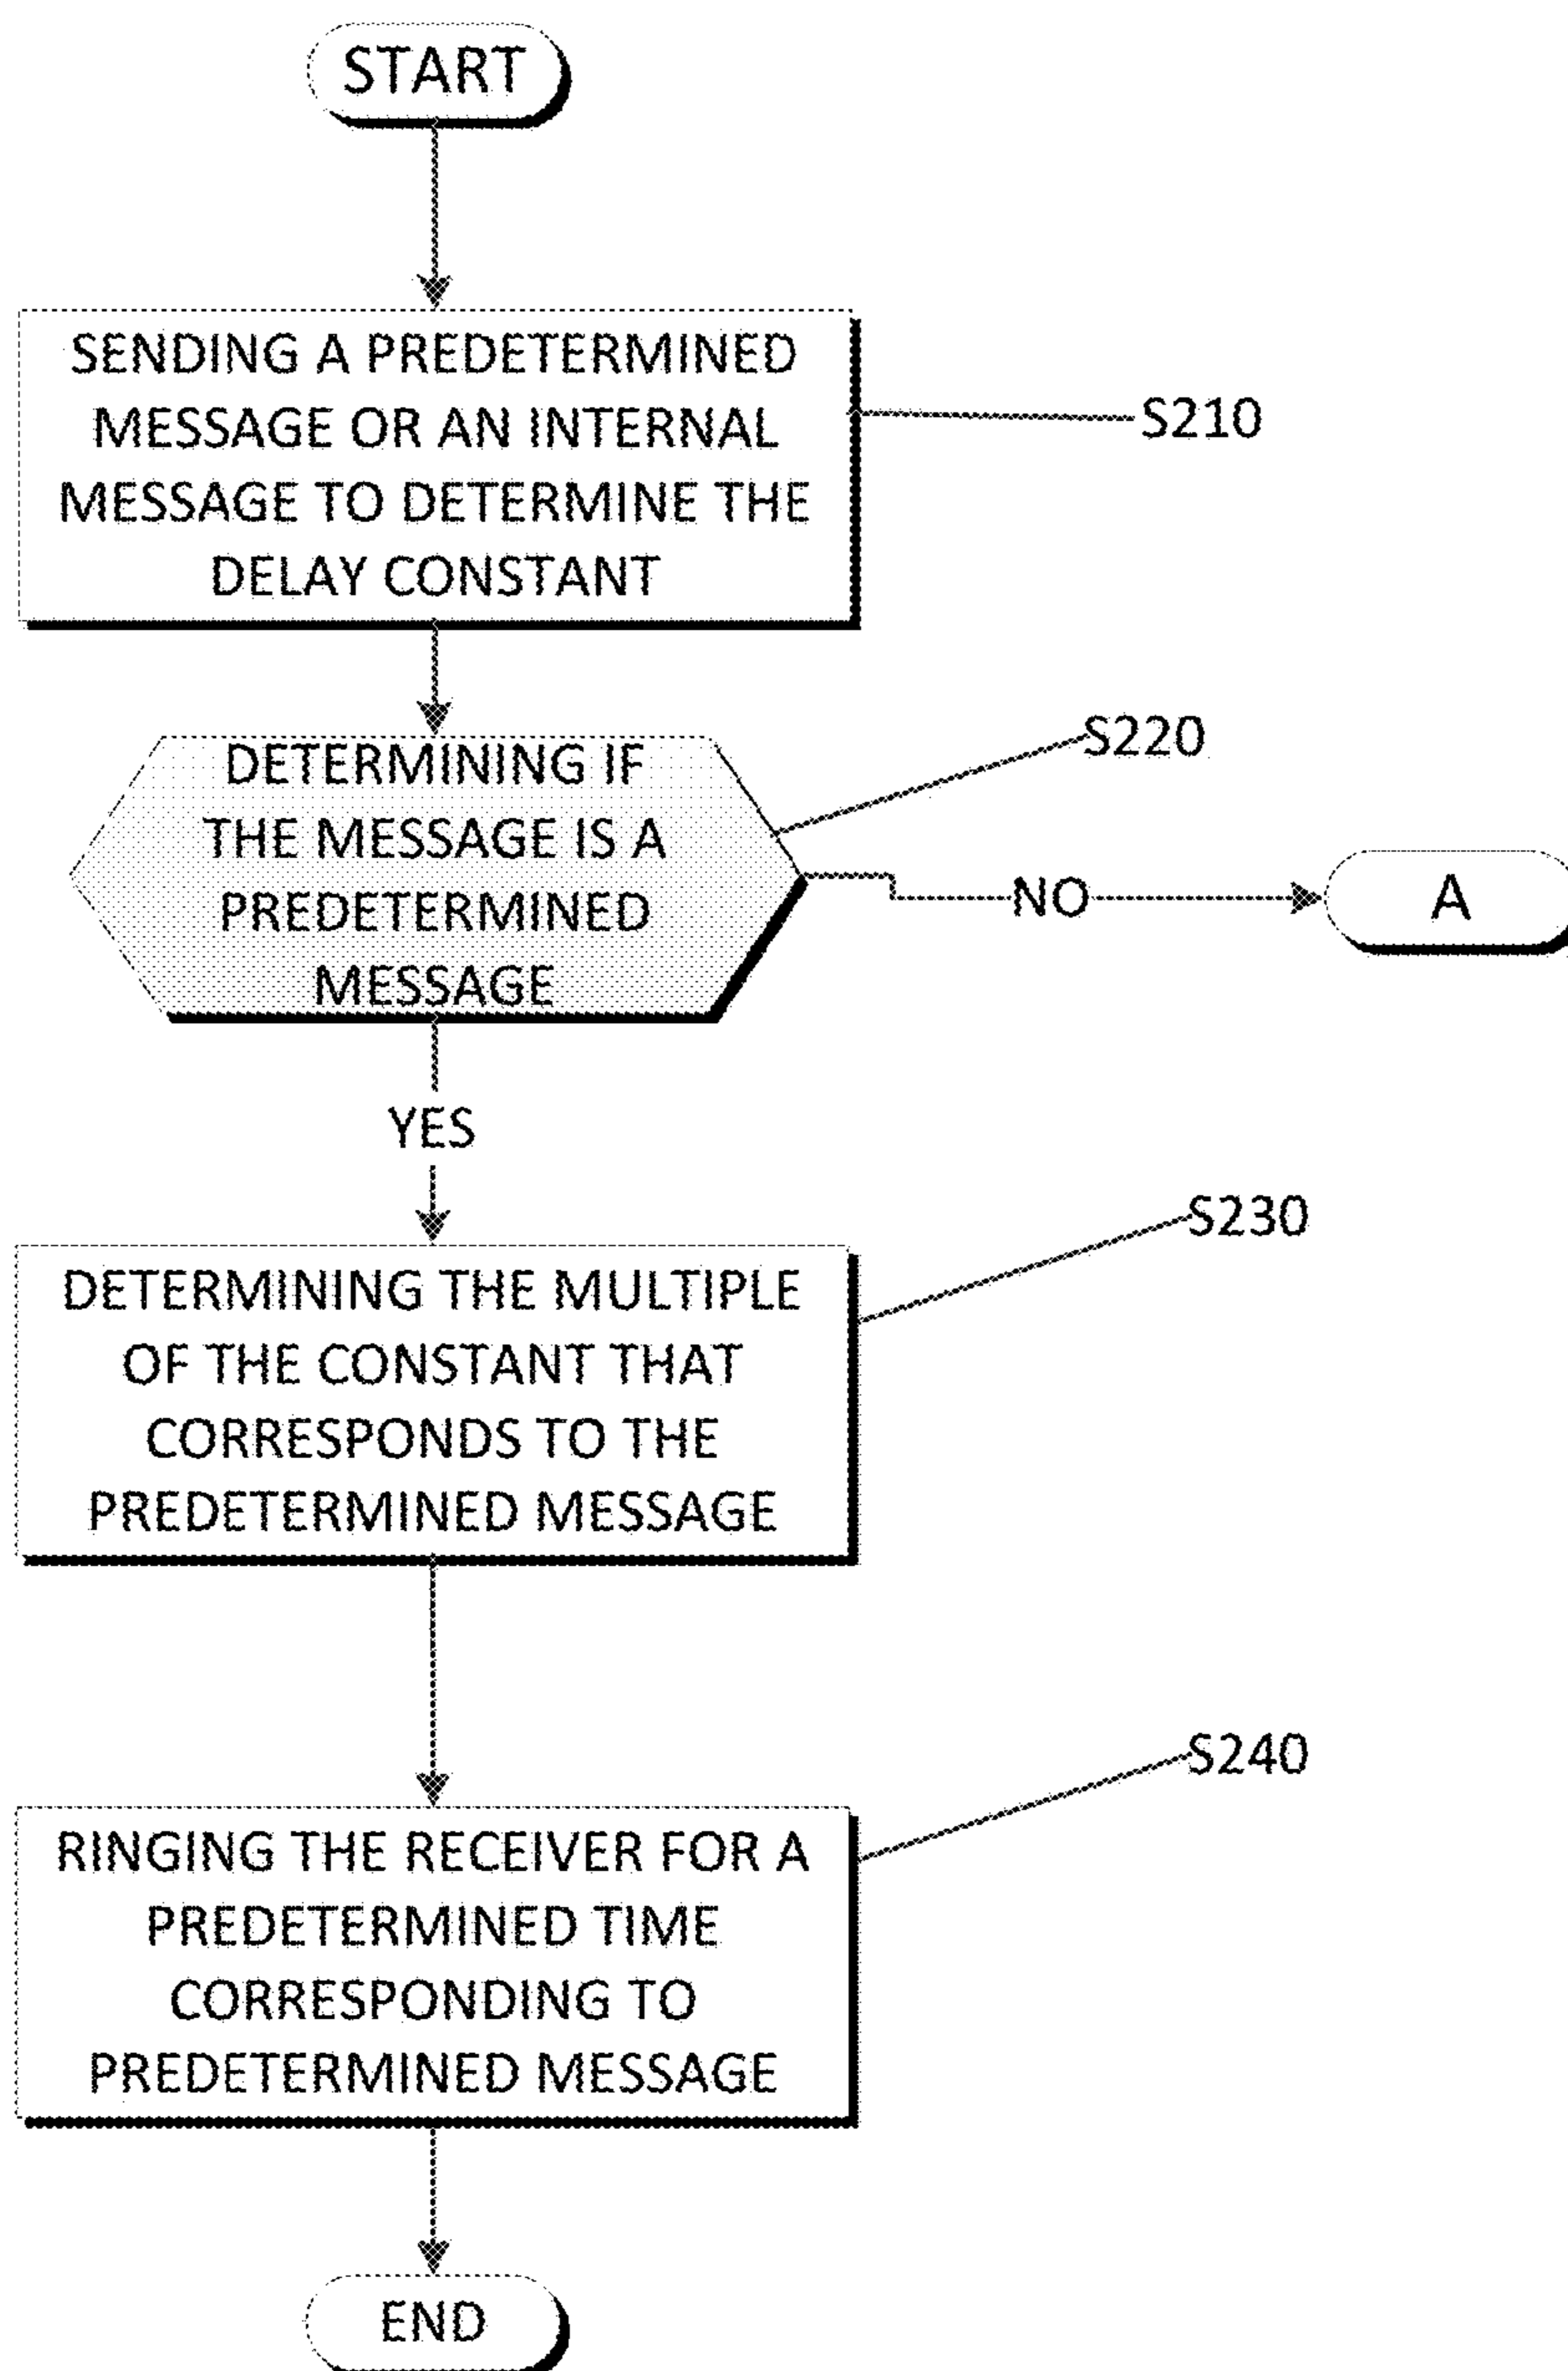 START
SENDING A PREDETERMINED
MESSAGE OR AN INTERNAL
MESSAGE TO DETERMINE THE
DELAY CONSTANT
S210
S220
DETERMINING IF
THE MESSAGE IS A
PREDETERMINED
MESSAGE
NO
A
YES
S230
DETERMINING THE MULTIPLE
OF THE CONSTANT THAT
CORRESPONDS TO THE
PREDETERMINED MESSAGE
S240
RINGING THE RECEIVER FOR A
PREDETERMINED TIME
CORRESPONDING TO
PREDETERMINED MESSAGE
END